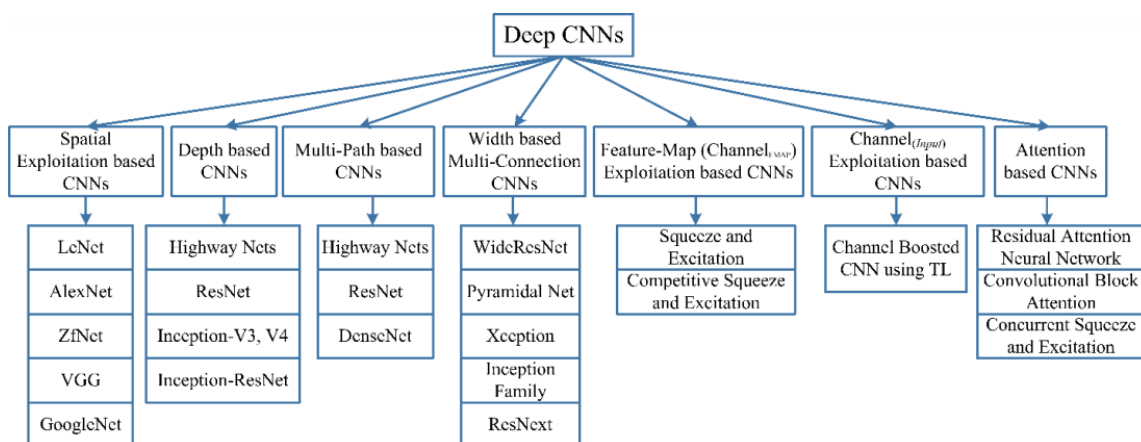 Deep CNNs
Spatial
Exploitation based
CNNs
Depth based
CNNs
Multi-Path based
CNNs
Width based
Multi-Connection
CNNs
Feature-Map (Channel_FMAP)
Exploitation based CNNs
Channel(Input)
Exploitation based
CNNs
Attention
based CNNs
LeNet
AlexNet
ZfNet
VGG
GoogleNet
Highway Nets
ResNet
Inception-V3, V4
Inception-ResNet
Highway Nets
ResNet
DenseNet
WideResNet
Pyramidal Net
Xception
Inception
Family
ResNext
Squeeze and
Excitation
Competitive Squeeze
and Excitation
Channel Boosted
CNN using TL
Residual Attention
Neural Network
Convolutional Block
Attention
Concurrent Squeeze
and Excitation